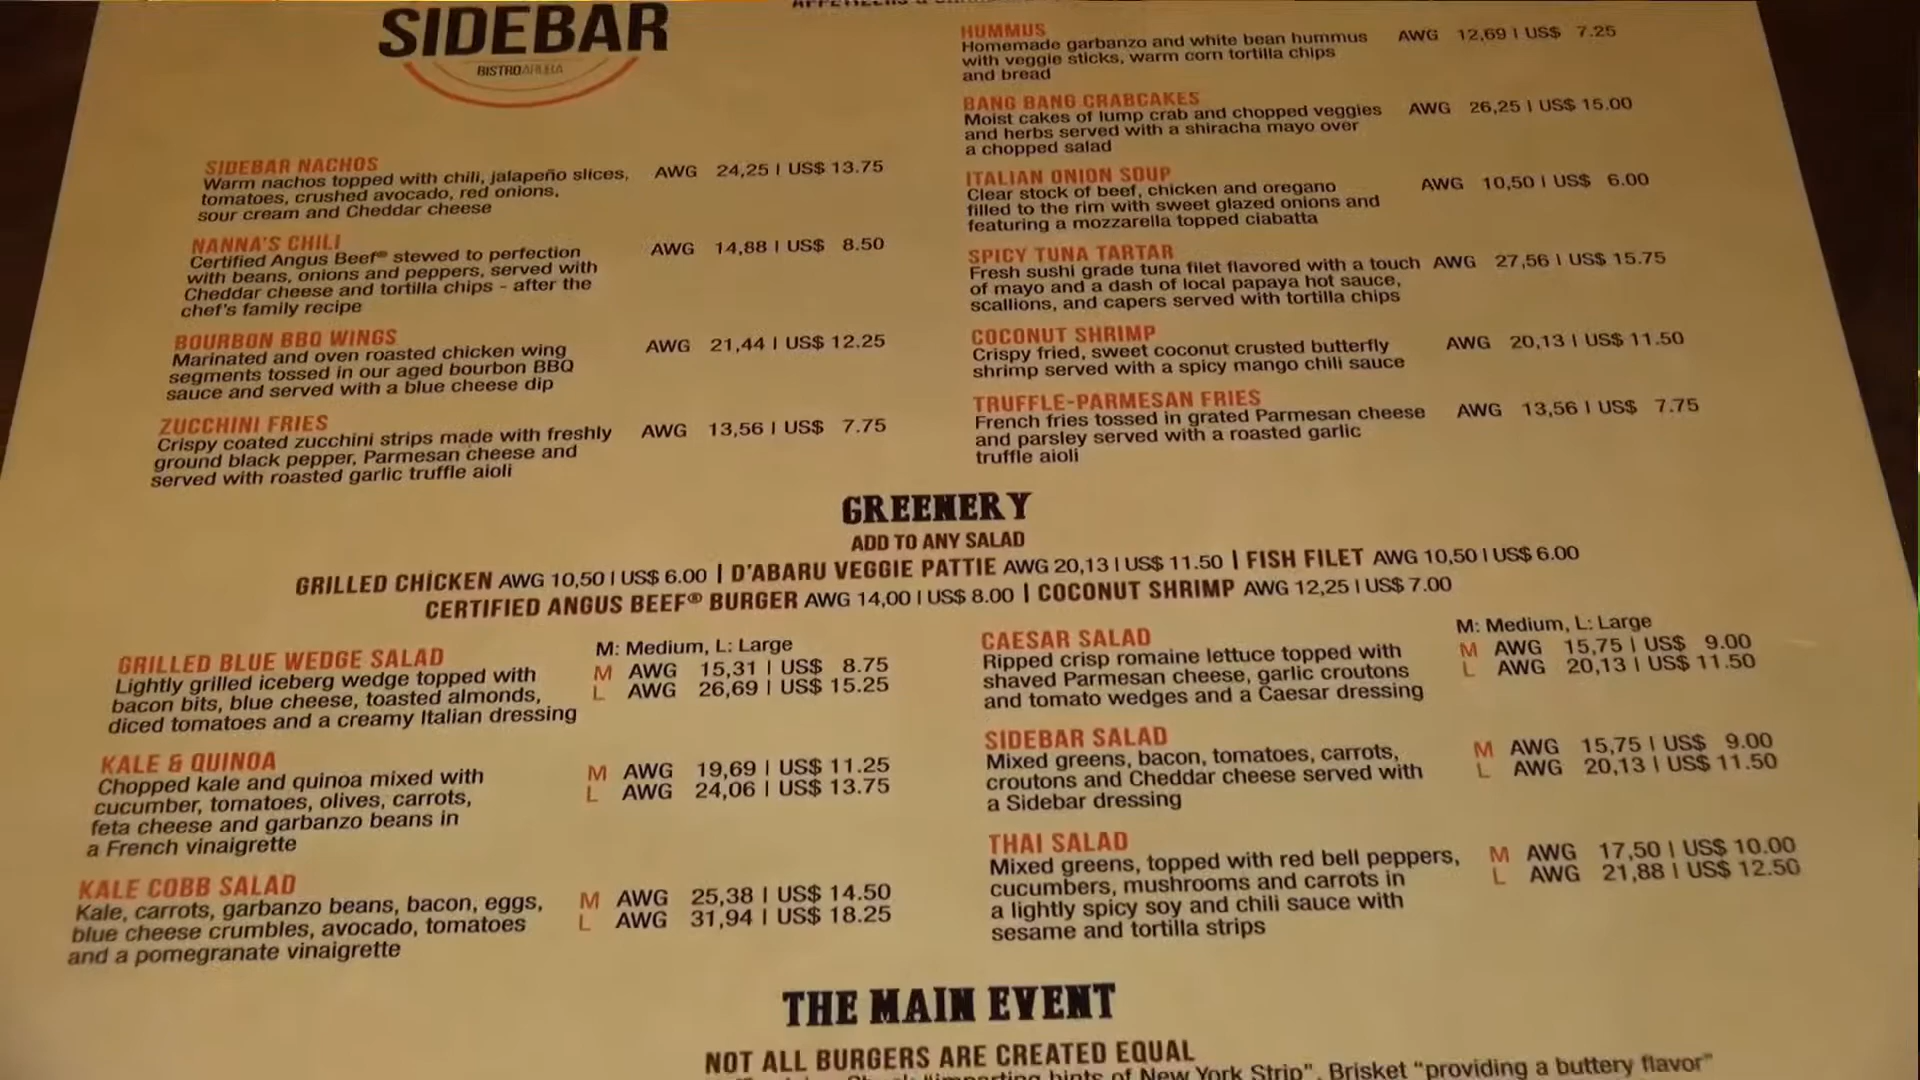 SIDEBAR
BISTROARUBA
SIDEBAR NACHOS
Warm nachos topped with chili, jalapeño slices, AWG 24,25 | US$ 13.75
tomatoes, crushed avocado, red onions,
sour cream and Cheddar cheese
NANNA'S CHILI
Certified Angus Beef® stewed to perfection AWG 14,88 | US$ 8.50
with beans, onions and peppers, served with
Cheddar cheese and tortilla chips - after the
chef's family recipe
BOURBON BBQ WINGS
Marinated and oven roasted chicken wing AWG 21,44 | US$ 12.25
segments tossed in our aged bourbon BBQ
sauce and served with a blue cheese dip
ZUCCHINI FRIES
Crispy coated zucchini strips made with freshly AWG 13,56 | US$ 7.75
ground black pepper, Parmesan cheese and
served with roasted garlic truffle aioli
HUMMUS
Homemade garbanzo and white bean hummus AWG 12,69 | US$ 7.25
with veggie sticks, warm corn tortilla chips
and bread
BANG BANG CRABCAKES
Moist cakes of lump crab and chopped veggies AWG 26,25 | US$ 15.00
and herbs served with a shiracha mayo over
a chopped salad
ITALIAN ONION SOUP
Clear stock of beef, chicken and oregano AWG 10,50 | US$ 6.00
filled to the rim with sweet glazed onions and
featuring a mozzarella topped ciabatta
SPICY TUNA TARTAR
Fresh sushi grade tuna filet flavored with a touch AWG 27,56 | US$ 15.75
of mayo and a dash of local papaya hot sauce,
scallions, and capers served with tortilla chips
COCONUT SHRIMP
Crispy fried, sweet coconut crusted butterfly AWG 20,13 | US$ 11.50
shrimp served with a spicy mango chili sauce
TRUFFLE-PARMESAN FRIES
French fries tossed in grated Parmesan cheese AWG 13,56 | US$ 7.75
and parsley served with a roasted garlic
truffle aioli
GREENERY
ADD TO ANY SALAD
GRILLED CHICKEN AWG 10,50 | US$ 6.00 | D'ABARU VEGGIE PATTIE AWG 20,13 | US$ 11.50 | FISH FILET AWG 10,50 | US$ 6.00
CERTIFIED ANGUS BEEF® BURGER AWG 14,00 | US$ 8.00 | COCONUT SHRIMP AWG 12,25 | US$ 7.00
M: Medium, L: Large
GRILLED BLUE WEDGE SALAD
Lightly grilled iceberg wedge topped with M AWG 15,31 | US$ 8.75
bacon bits, blue cheese, toasted almonds, L AWG 26,69 | US$ 15.25
diced tomatoes and a creamy Italian dressing
KALE & QUINOA
Chopped kale and quinoa mixed with M AWG 19,69 | US$ 11.25
cucumber, tomatoes, olives, carrots, L AWG 24,06 | US$ 13.75
feta cheese and garbanzo beans in
a French vinaigrette
KALE COBB SALAD
Kale, carrots, garbanzo beans, bacon, eggs, M AWG 25,38 | US$ 14.50
blue cheese crumbles, avocado, tomatoes L AWG 31,94 | US$ 18.25
and a pomegranate vinaigrette
M: Medium, L: Large
CAESAR SALAD
Ripped crisp romaine lettuce topped with M AWG 15,75 | US$ 9.00
shaved Parmesan cheese, garlic croutons L AWG 20,13 | US$ 11.50
and tomato wedges and a Caesar dressing
SIDEBAR SALAD
Mixed greens, bacon, tomatoes, carrots, M AWG 15,75 | US$ 9.00
croutons and Cheddar cheese served with L AWG 20,13 | US$ 11.50
a Sidebar dressing
THAI SALAD
Mixed greens, topped with red bell peppers, M AWG 17,50 | US$ 10.00
cucumbers, mushrooms and carrots in L AWG 21,88 | US$ 12.50
a lightly spicy soy and chili sauce with
sesame and tortilla strips
THE MAIN EVENT
NOT ALL BURGERS ARE CREATED EQUAL
hints of New York Strip", Brisket "providing a buttery flavor"